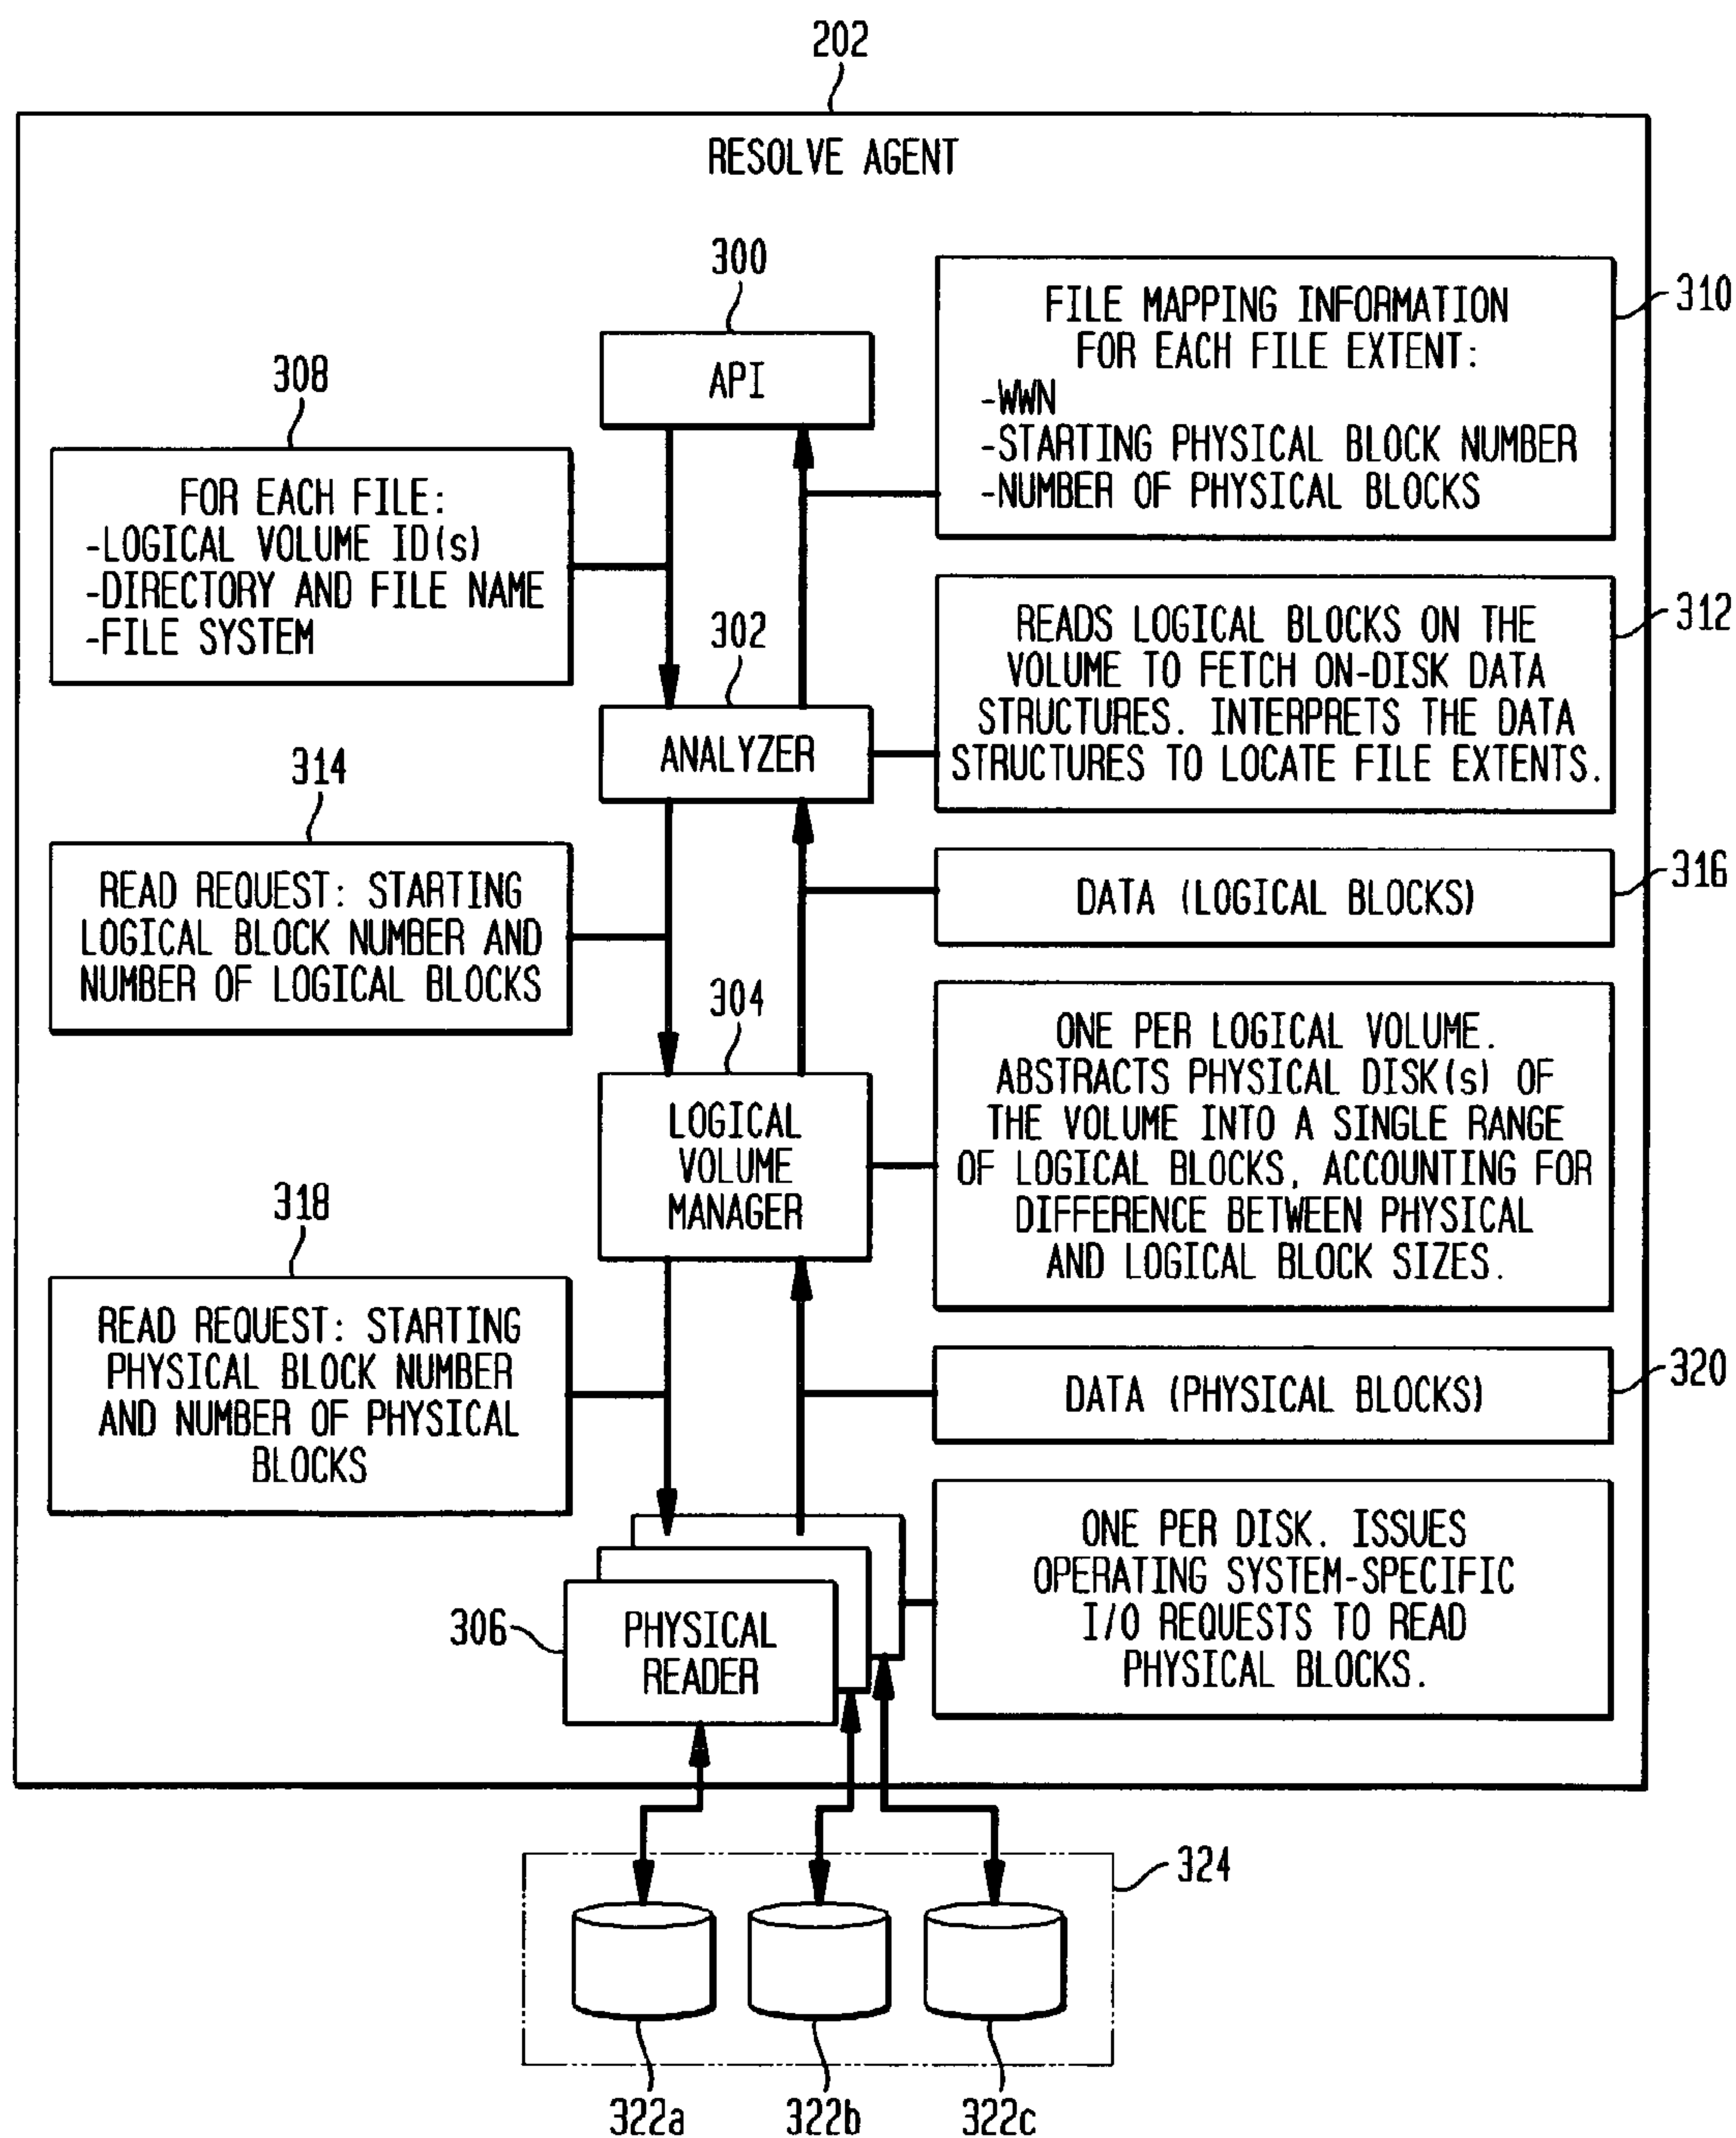 202
RESOLVE AGENT
300
API
310
FILE MAPPING INFORMATION
FOR EACH FILE EXTENT:
-WWN
-STARTING PHYSICAL BLOCK NUMBER
-NUMBER OF PHYSICAL BLOCKS
308
FOR EACH FILE:
-LOGICAL VOLUME ID(s)
-DIRECTORY AND FILE NAME
-FILE SYSTEM
302
ANALYZER
312
READS LOGICAL BLOCKS ON THE
VOLUME TO FETCH ON-DISK DATA
STRUCTURES. INTERPRETS THE DATA
STRUCTURES TO LOCATE FILE EXTENTS.
314
READ REQUEST: STARTING
LOGICAL BLOCK NUMBER AND
NUMBER OF LOGICAL BLOCKS
316
DATA (LOGICAL BLOCKS)
304
LOGICAL
VOLUME
MANAGER
ONE PER LOGICAL VOLUME.
ABSTRACTS PHYSICAL DISK(s) OF
THE VOLUME INTO A SINGLE RANGE
OF LOGICAL BLOCKS, ACCOUNTING FOR
DIFFERENCE BETWEEN PHYSICAL
AND LOGICAL BLOCK SIZES.
318
READ REQUEST: STARTING
PHYSICAL BLOCK NUMBER
AND NUMBER OF PHYSICAL
BLOCKS
320
DATA (PHYSICAL BLOCKS)
306
PHYSICAL
READER
ONE PER DISK. ISSUES
OPERATING SYSTEM-SPECIFIC
I/O REQUESTS TO READ
PHYSICAL BLOCKS.
324
322a
322b
322c